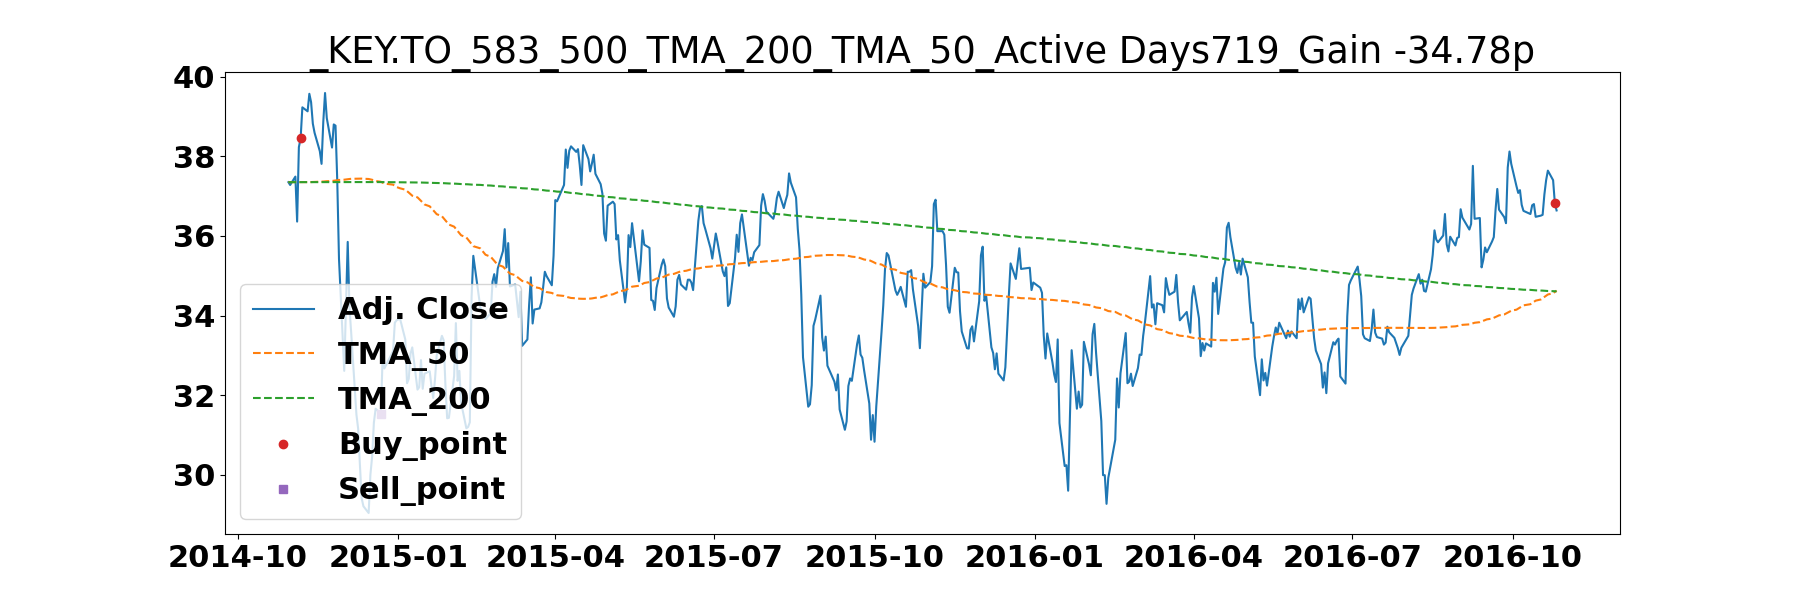 _KEY.TO_583_500_TMA_200_TMA_50_Active Days719_Gain -34.78p
40
38
36
34
32
30
Adj. Close
TMA_50
TMA_200
Buy_point
Sell_point
2014-10 2015-01 2015-04 2015-07 2015-10 2016-01 2016-04 2016-07 2016-10